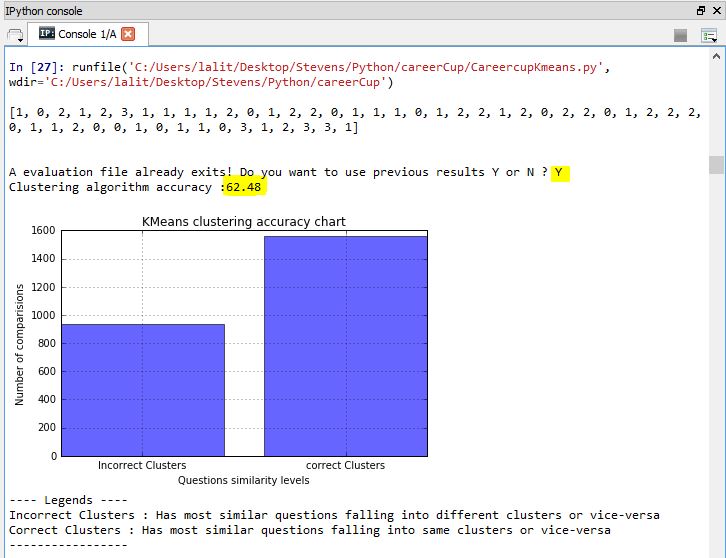 IPython console
IP: Console 1/A
In [27]: runfile('C:/Users/lalit/Desktop/Stevens/Python/careerCup/CareercupKmeans.py',
wdir='C:/Users/lalit/Desktop/Stevens/Python/careerCup')
[1, 0, 2, 1, 2, 3, 1, 1, 1, 1, 2, 0, 1, 2, 2, 0, 1, 1, 1, 0, 1, 2, 2, 1, 2, 0, 2, 2, 0, 1, 2, 2, 2,
0, 1, 1, 2, 0, 0, 1, 0, 1, 1, 0, 3, 1, 2, 3, 3, 1]
A evaluation file already exits! Do you want to use previous results Y or N ? Y
Clustering algorithm accuracy :62.48
KMeans clustering accuracy chart
1600
1400
1200
1000
800
600
400
200
0
Number of comparisions
Incorrect Clusters correct Clusters
Questions similarity levels
---- Legends ----
Incorrect Clusters : Has most similar questions falling into different clusters or vice-versa
Correct Clusters : Has most similar questions falling into same clusters or vice-versa
-----------------